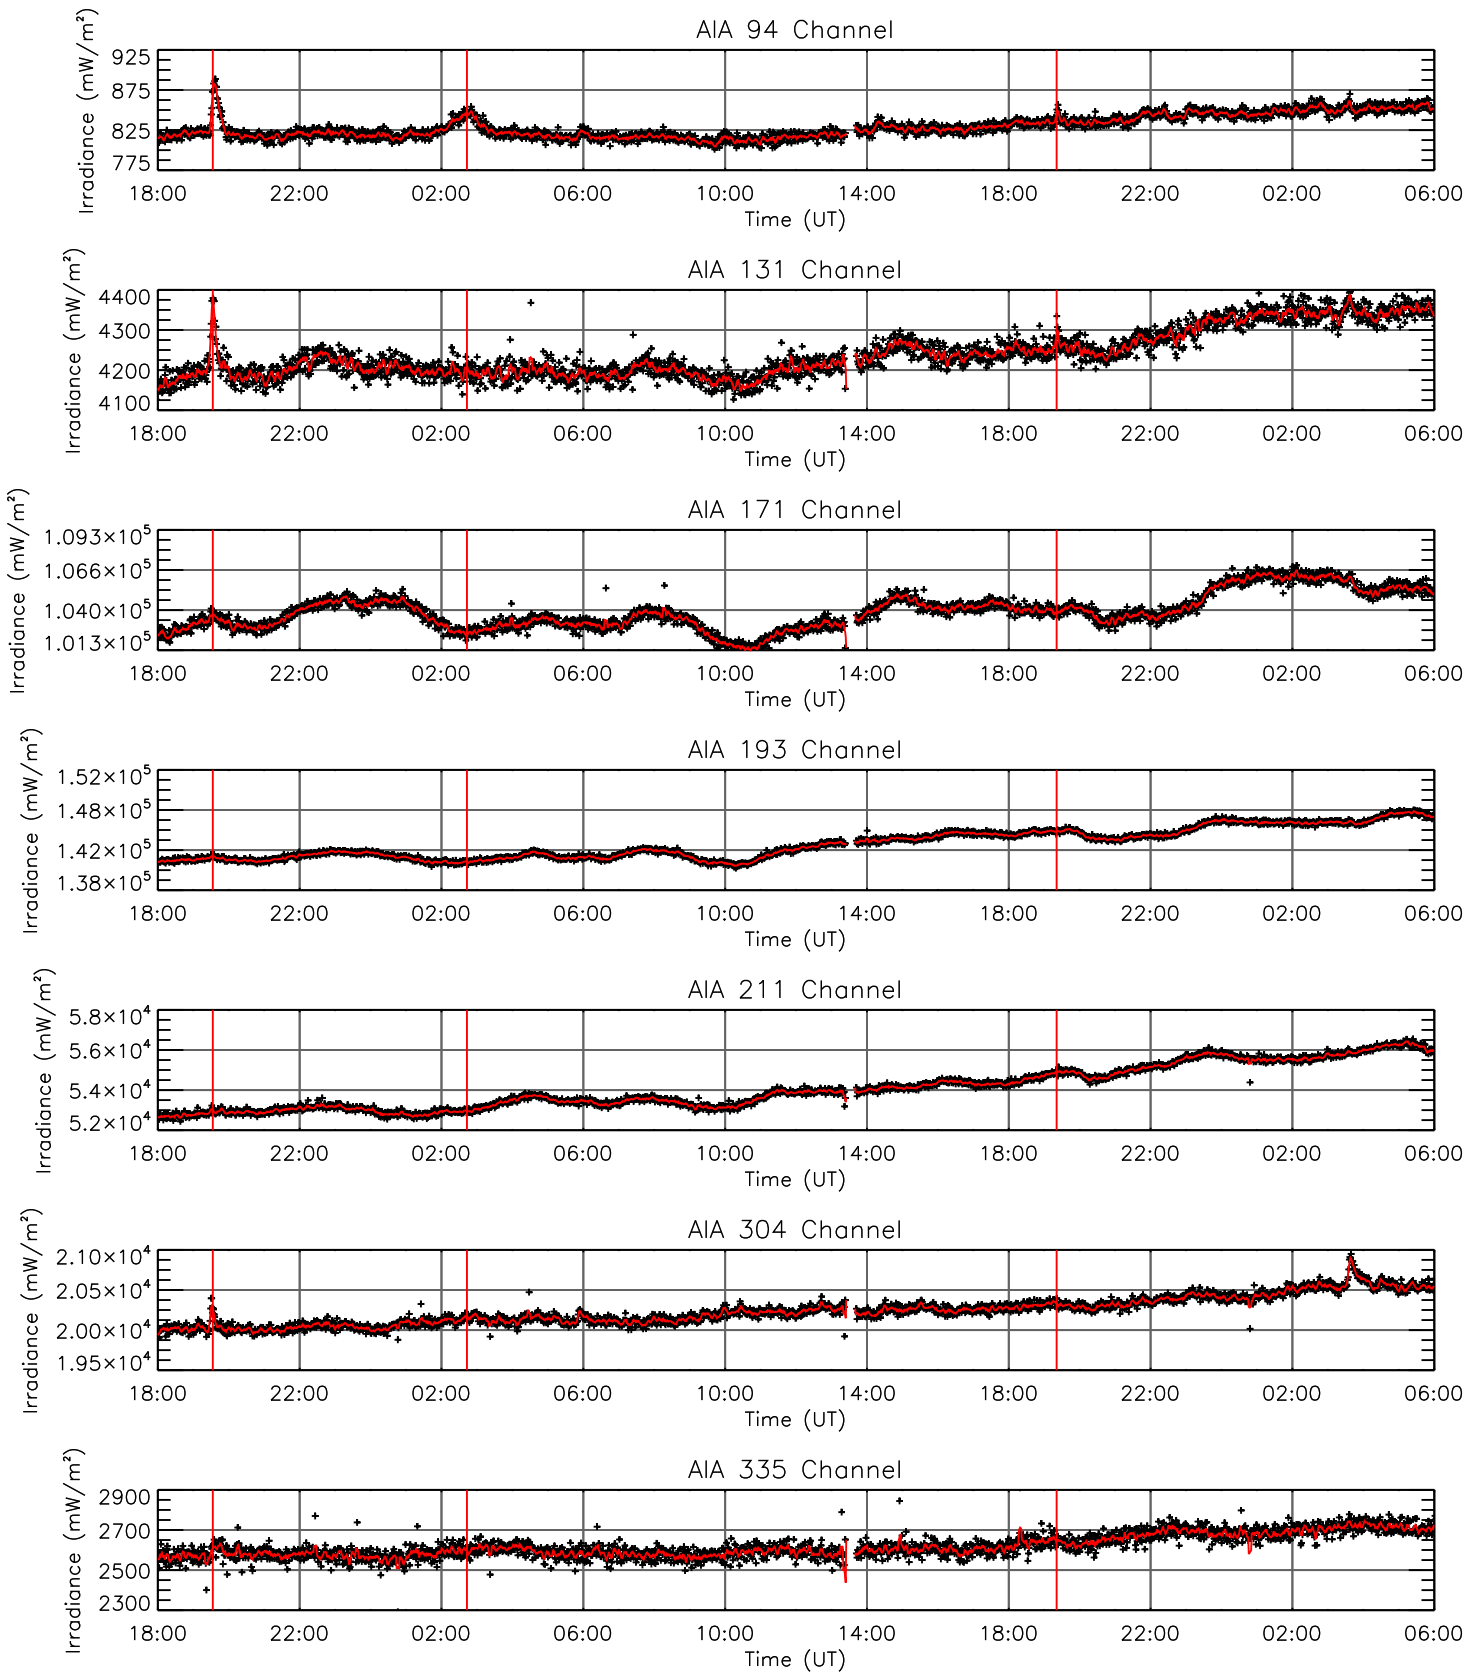 AIA 94 Channel
Irradiance (mW/m²)
925
875
825
775
18:00 22:00 02:00 06:00 10:00 14:00 18:00 22:00 02:00 06:00
Time (UT)
AIA 131 Channel
Irradiance (mW/m²)
4400
4300
4200
4100
18:00 22:00 02:00 06:00 10:00 14:00 18:00 22:00 02:00 06:00
Time (UT)
AIA 171 Channel
Irradiance (mW/m²)
1.093×10⁵
1.066×10⁵
1.040×10⁵
1.013×10⁵
18:00 22:00 02:00 06:00 10:00 14:00 18:00 22:00 02:00 06:00
Time (UT)
AIA 193 Channel
Irradiance (mW/m²)
1.52×10⁵
1.48×10⁵
1.42×10⁵
1.38×10⁵
18:00 22:00 02:00 06:00 10:00 14:00 18:00 22:00 02:00 06:00
Time (UT)
AIA 211 Channel
Irradiance (mW/m²)
5.8×10⁴
5.6×10⁴
5.4×10⁴
5.2×10⁴
18:00 22:00 02:00 06:00 10:00 14:00 18:00 22:00 02:00 06:00
Time (UT)
AIA 304 Channel
Irradiance (mW/m²)
2.10×10⁴
2.05×10⁴
2.00×10⁴
1.95×10⁴
18:00 22:00 02:00 06:00 10:00 14:00 18:00 22:00 02:00 06:00
Time (UT)
AIA 335 Channel
Irradiance (mW/m²)
2900
2700
2500
2300
18:00 22:00 02:00 06:00 10:00 14:00 18:00 22:00 02:00 06:00
Time (UT)